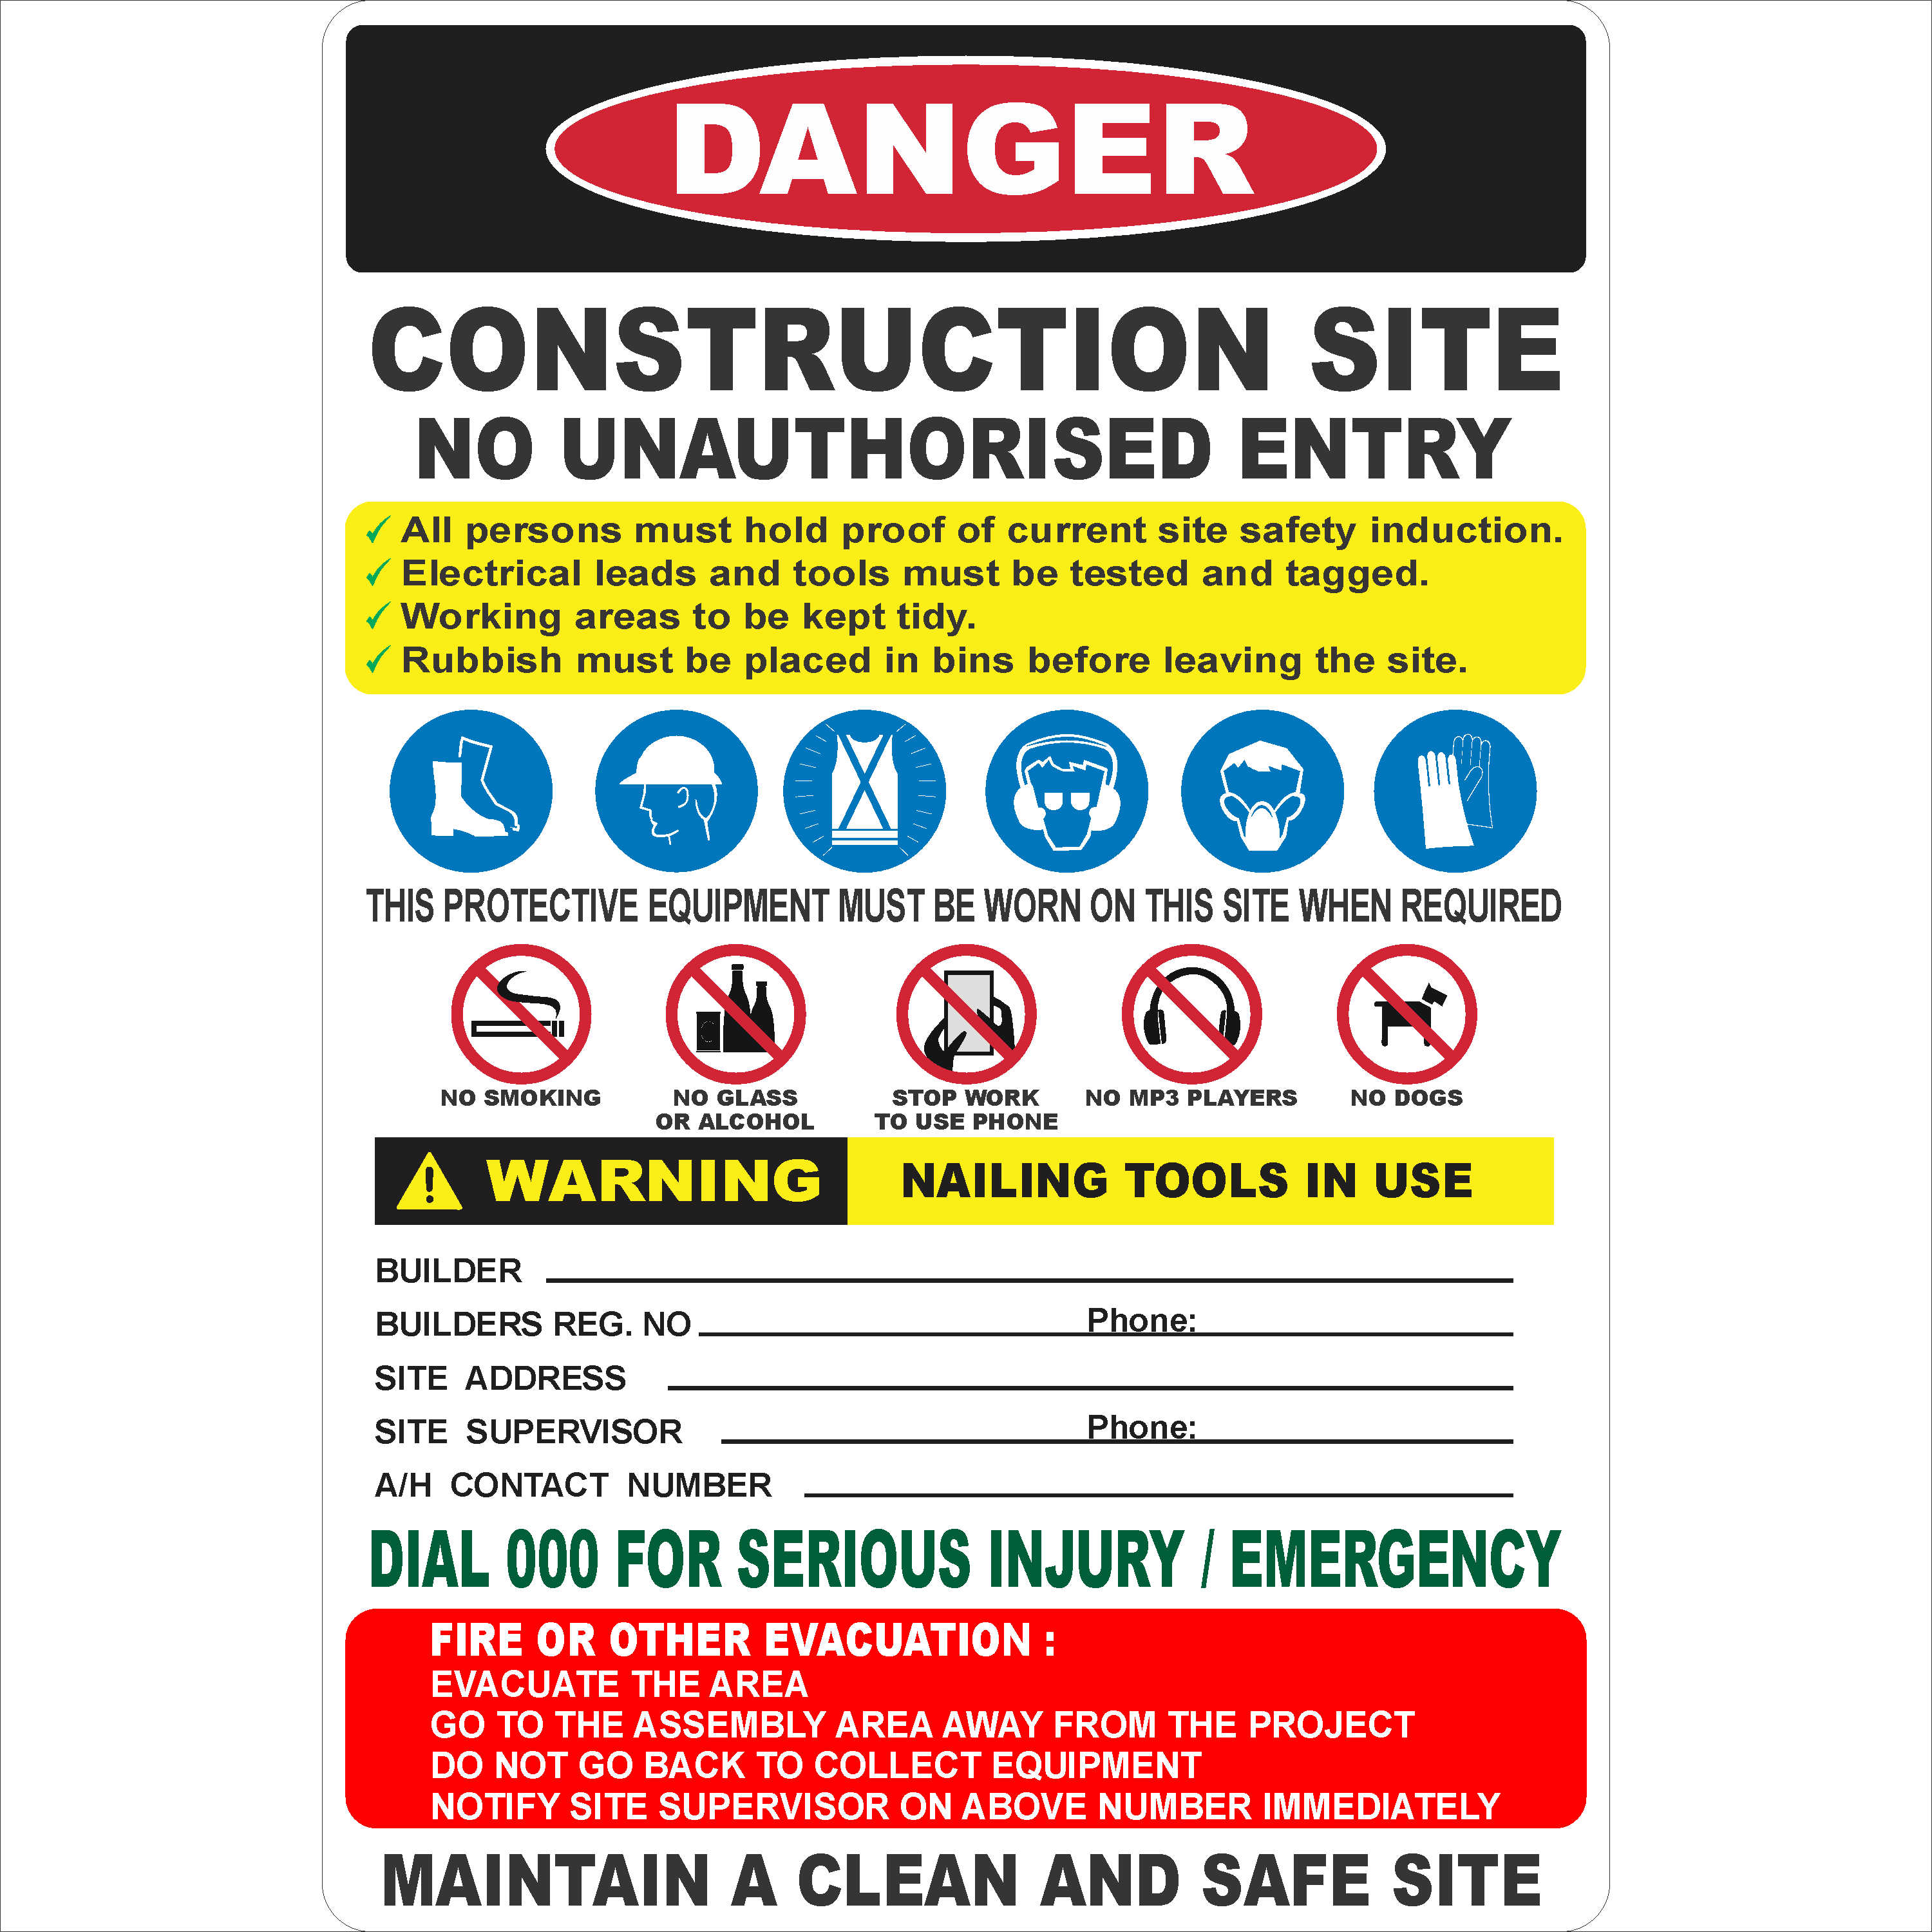 DANGER
CONSTRUCTION SITE
NO UNAUTHORISED ENTRY
✓ All persons must hold proof of current site safety induction.
✓ Electrical leads and tools must be tested and tagged.
✓ Working areas to be kept tidy.
✓ Rubbish must be placed in bins before leaving the site.
THIS PROTECTIVE EQUIPMENT MUST BE WORN ON THIS SITE WHEN REQUIRED
NO SMOKING
NO GLASS
OR ALCOHOL
STOP WORK
TO USE PHONE
NO MP3 PLAYERS
NO DOGS
! WARNING NAILING TOOLS IN USE
BUILDER
BUILDERS REG. NO Phone:
SITE ADDRESS
SITE SUPERVISOR Phone:
A/H CONTACT NUMBER
DIAL 000 FOR SERIOUS INJURY / EMERGENCY
FIRE OR OTHER EVACUATION :
EVACUATE THE AREA
GO TO THE ASSEMBLY AREA AWAY FROM THE PROJECT
DO NOT GO BACK TO COLLECT EQUIPMENT
NOTIFY SITE SUPERVISOR ON ABOVE NUMBER IMMEDIATELY
MAINTAIN A CLEAN AND SAFE SITE